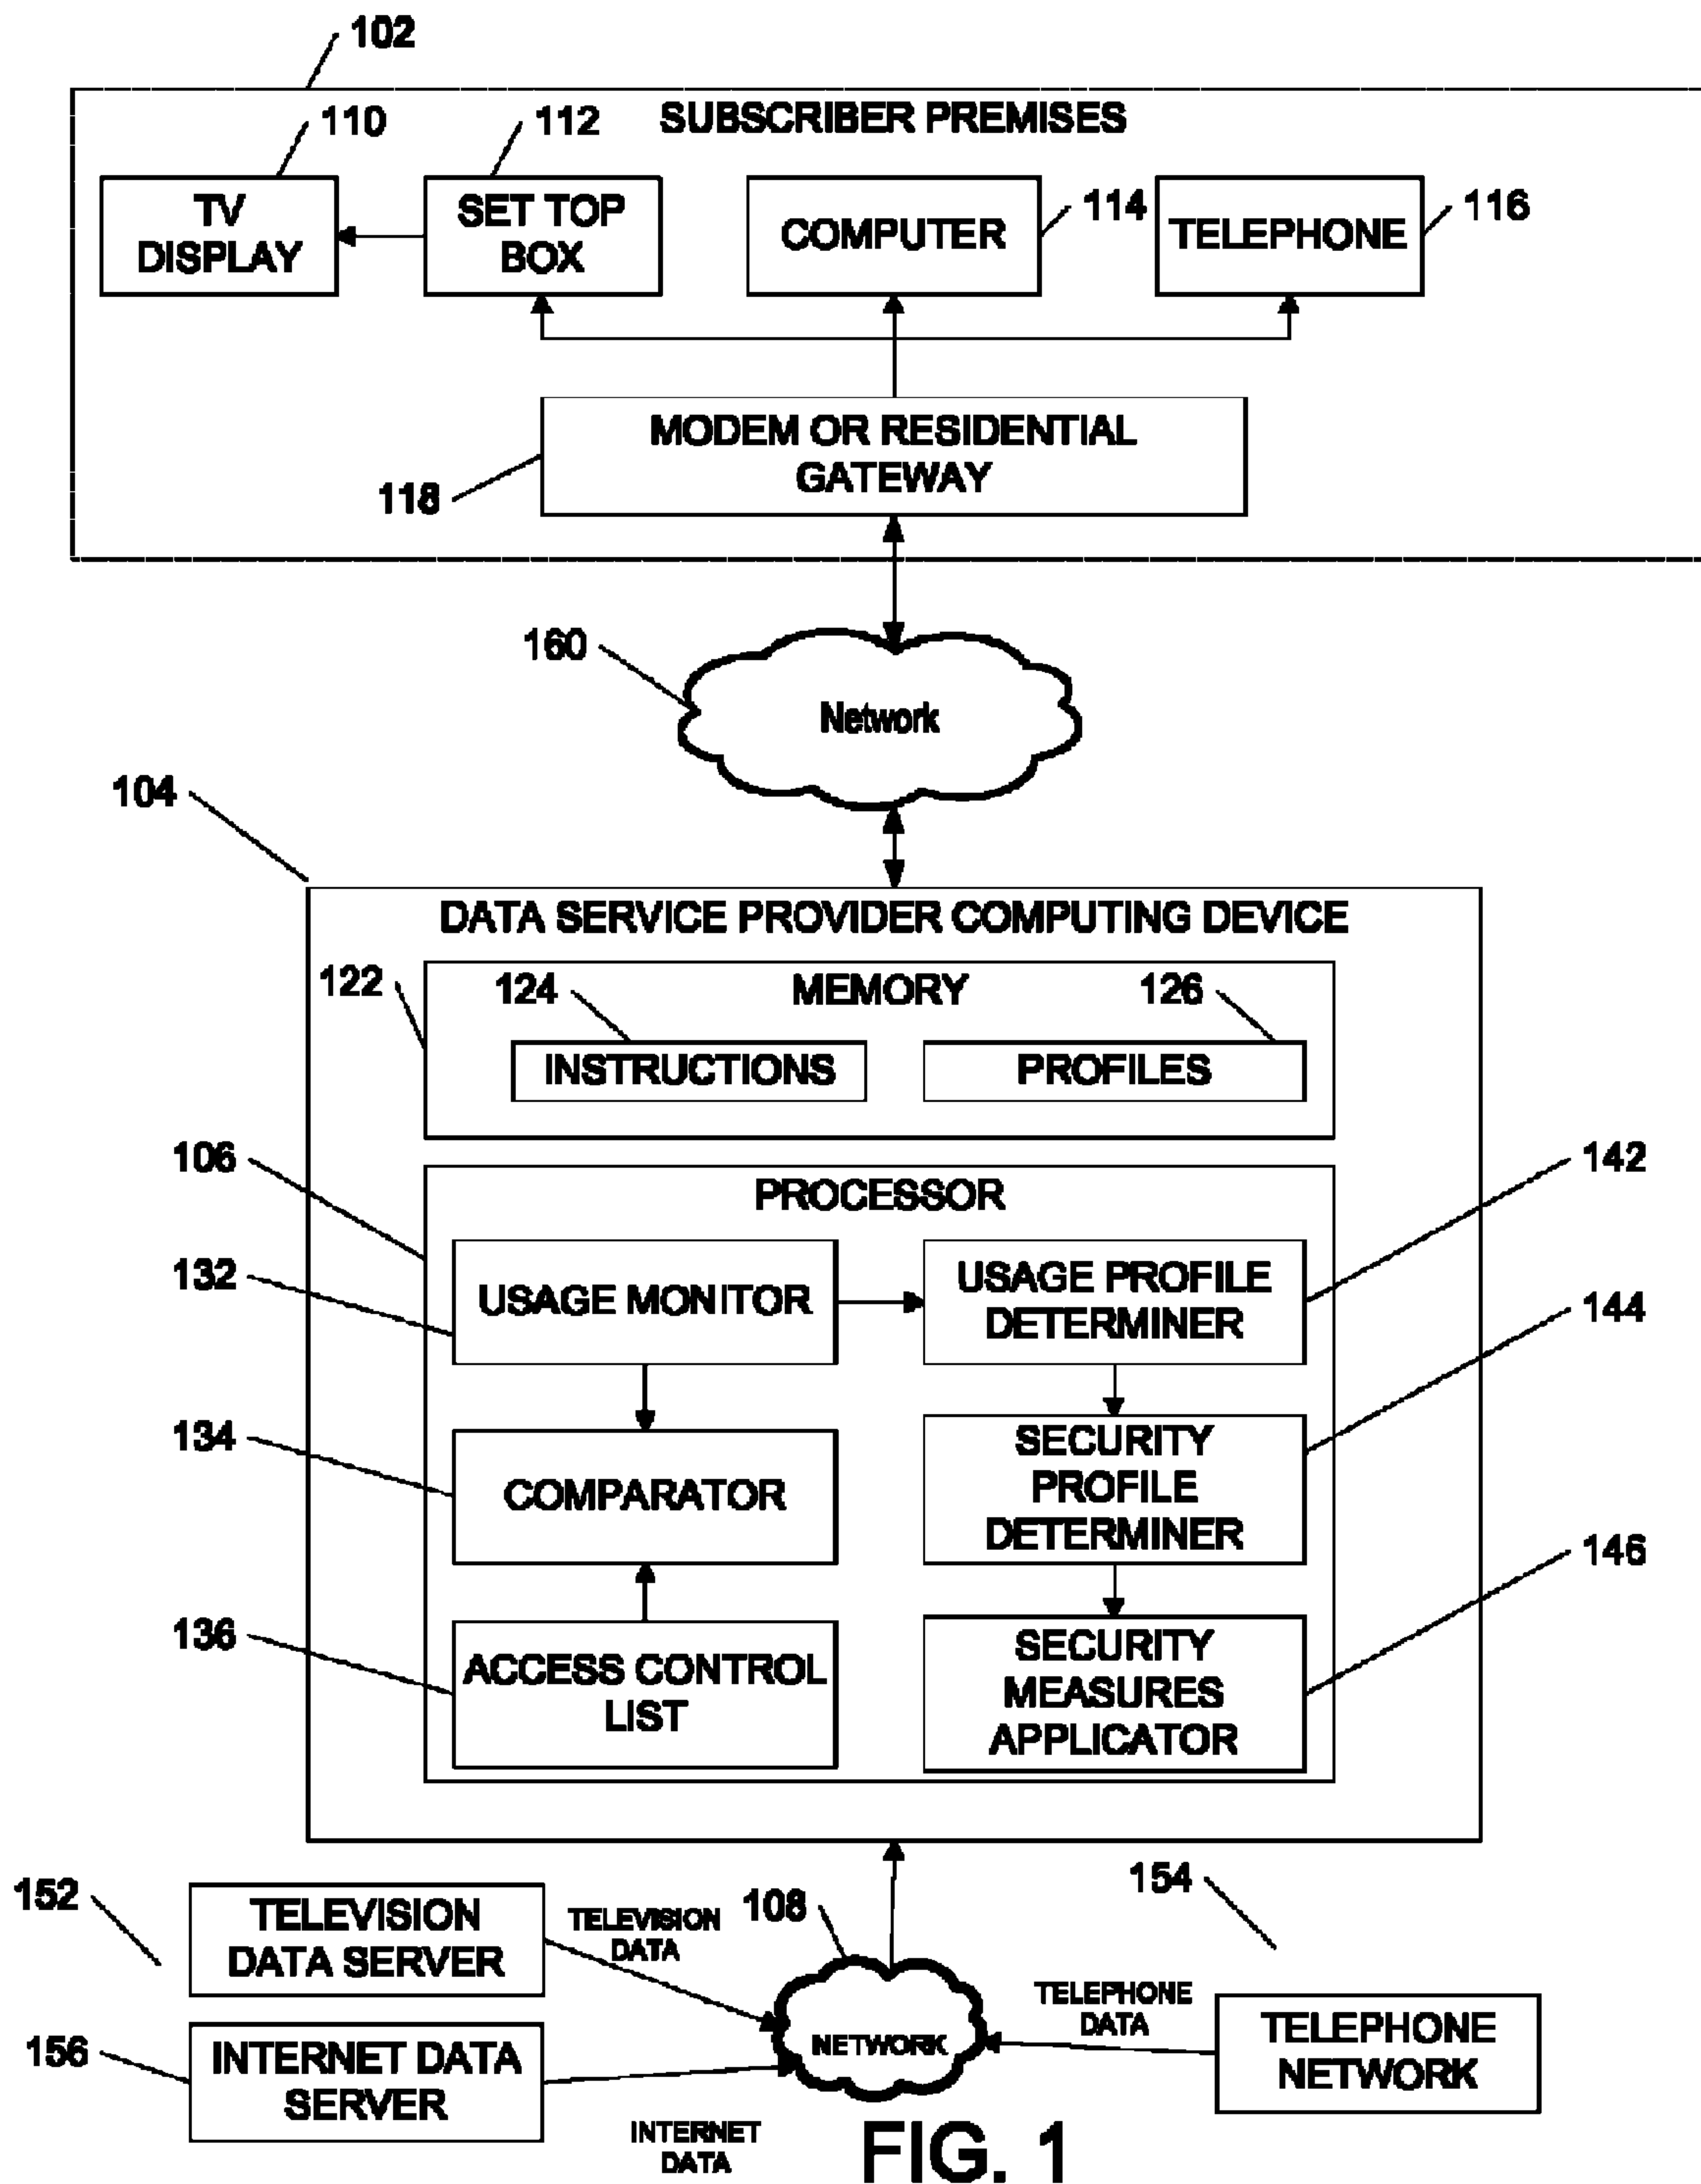 102
SUBSCRIBER PREMISES
110
112
TV
DISPLAY
SET TOP
BOX
COMPUTER
114
TELEPHONE
116
MODEM OR RESIDENTIAL
GATEWAY
118
160
Network
104
DATA SERVICE PROVIDER COMPUTING DEVICE
122
124
MEMORY
126
INSTRUCTIONS
PROFILES
106
142
PROCESSOR
132
USAGE MONITOR
USAGE PROFILE
DETERMINER
144
134
COMPARATOR
SECURITY
PROFILE
DETERMINER
146
136
ACCESS CONTROL
LIST
SECURITY
MEASURES
APPLICATOR
152
TELEVISION
DATA SERVER
TELEVISION
DATA
108
154
TELEPHONE
DATA
NETWORK
TELEPHONE
NETWORK
156
INTERNET DATA
SERVER
INTERNET
DATA
FIG. 1